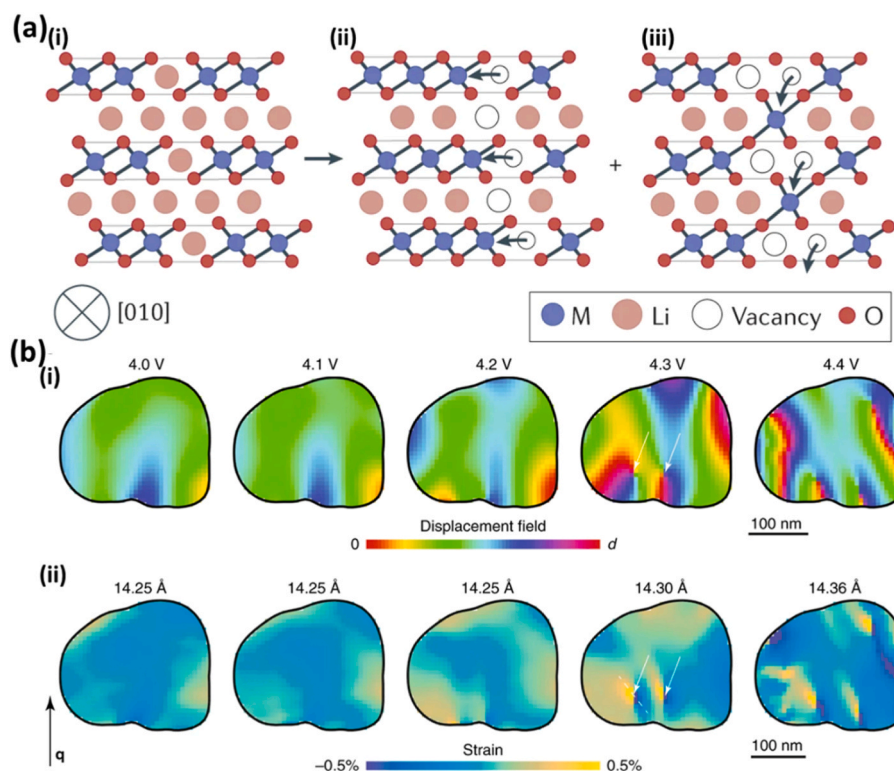 (a) (i) (ii) (iii)
+
[010]
M Li Vacancy O
(b)
(i) 4.0 V 4.1 V 4.2 V 4.3 V 4.4 V
Displacement field
0 d
100 nm
(ii) 14.25 Å 14.25 Å 14.25 Å 14.30 Å 14.36 Å
q
Strain
−0.5% 0.5%
100 nm